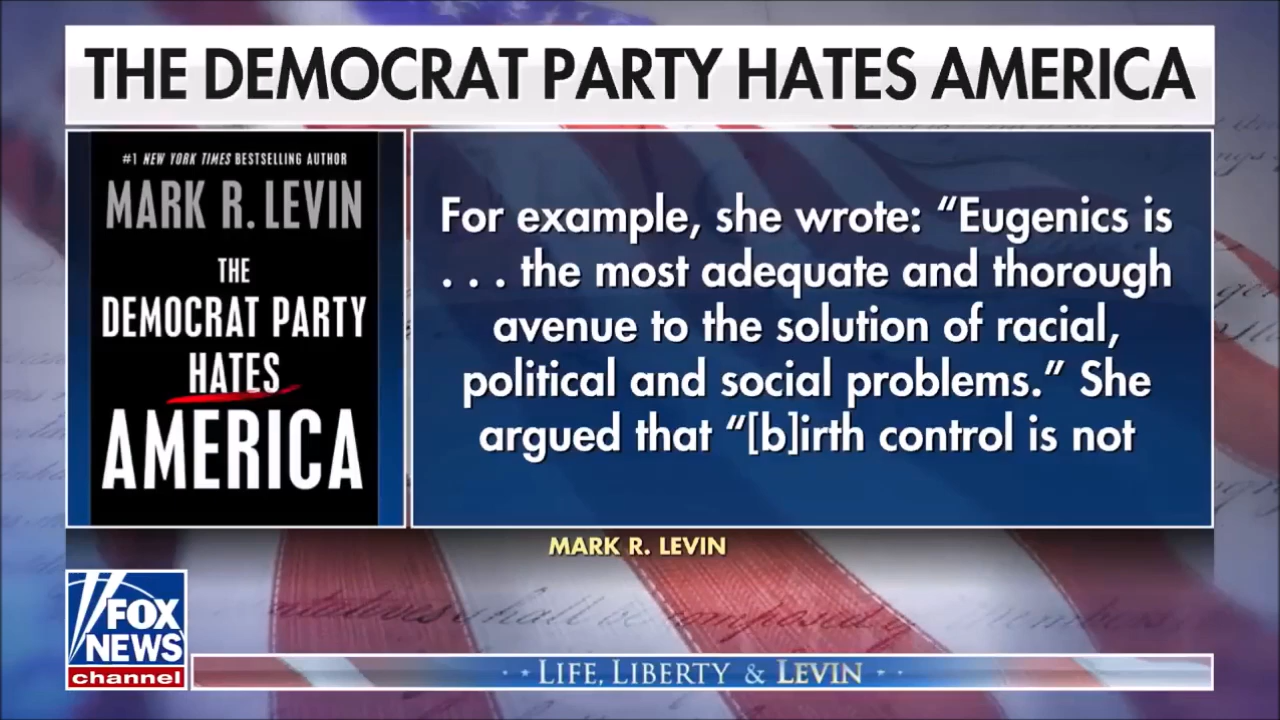 THE DEMOCRAT PARTY HATES AMERICA
#1 NEW YORK TIMES BESTSELLING AUTHOR
MARK R. LEVIN
THE
DEMOCRAT PARTY
HATES
AMERICA
For example, she wrote: “Eugenics is
. . . the most adequate and thorough
avenue to the solution of racial,
political and social problems.” She
argued that “[b]irth control is not
MARK R. LEVIN
FOX
NEWS
channel
LIFE, LIBERTY & LEVIN